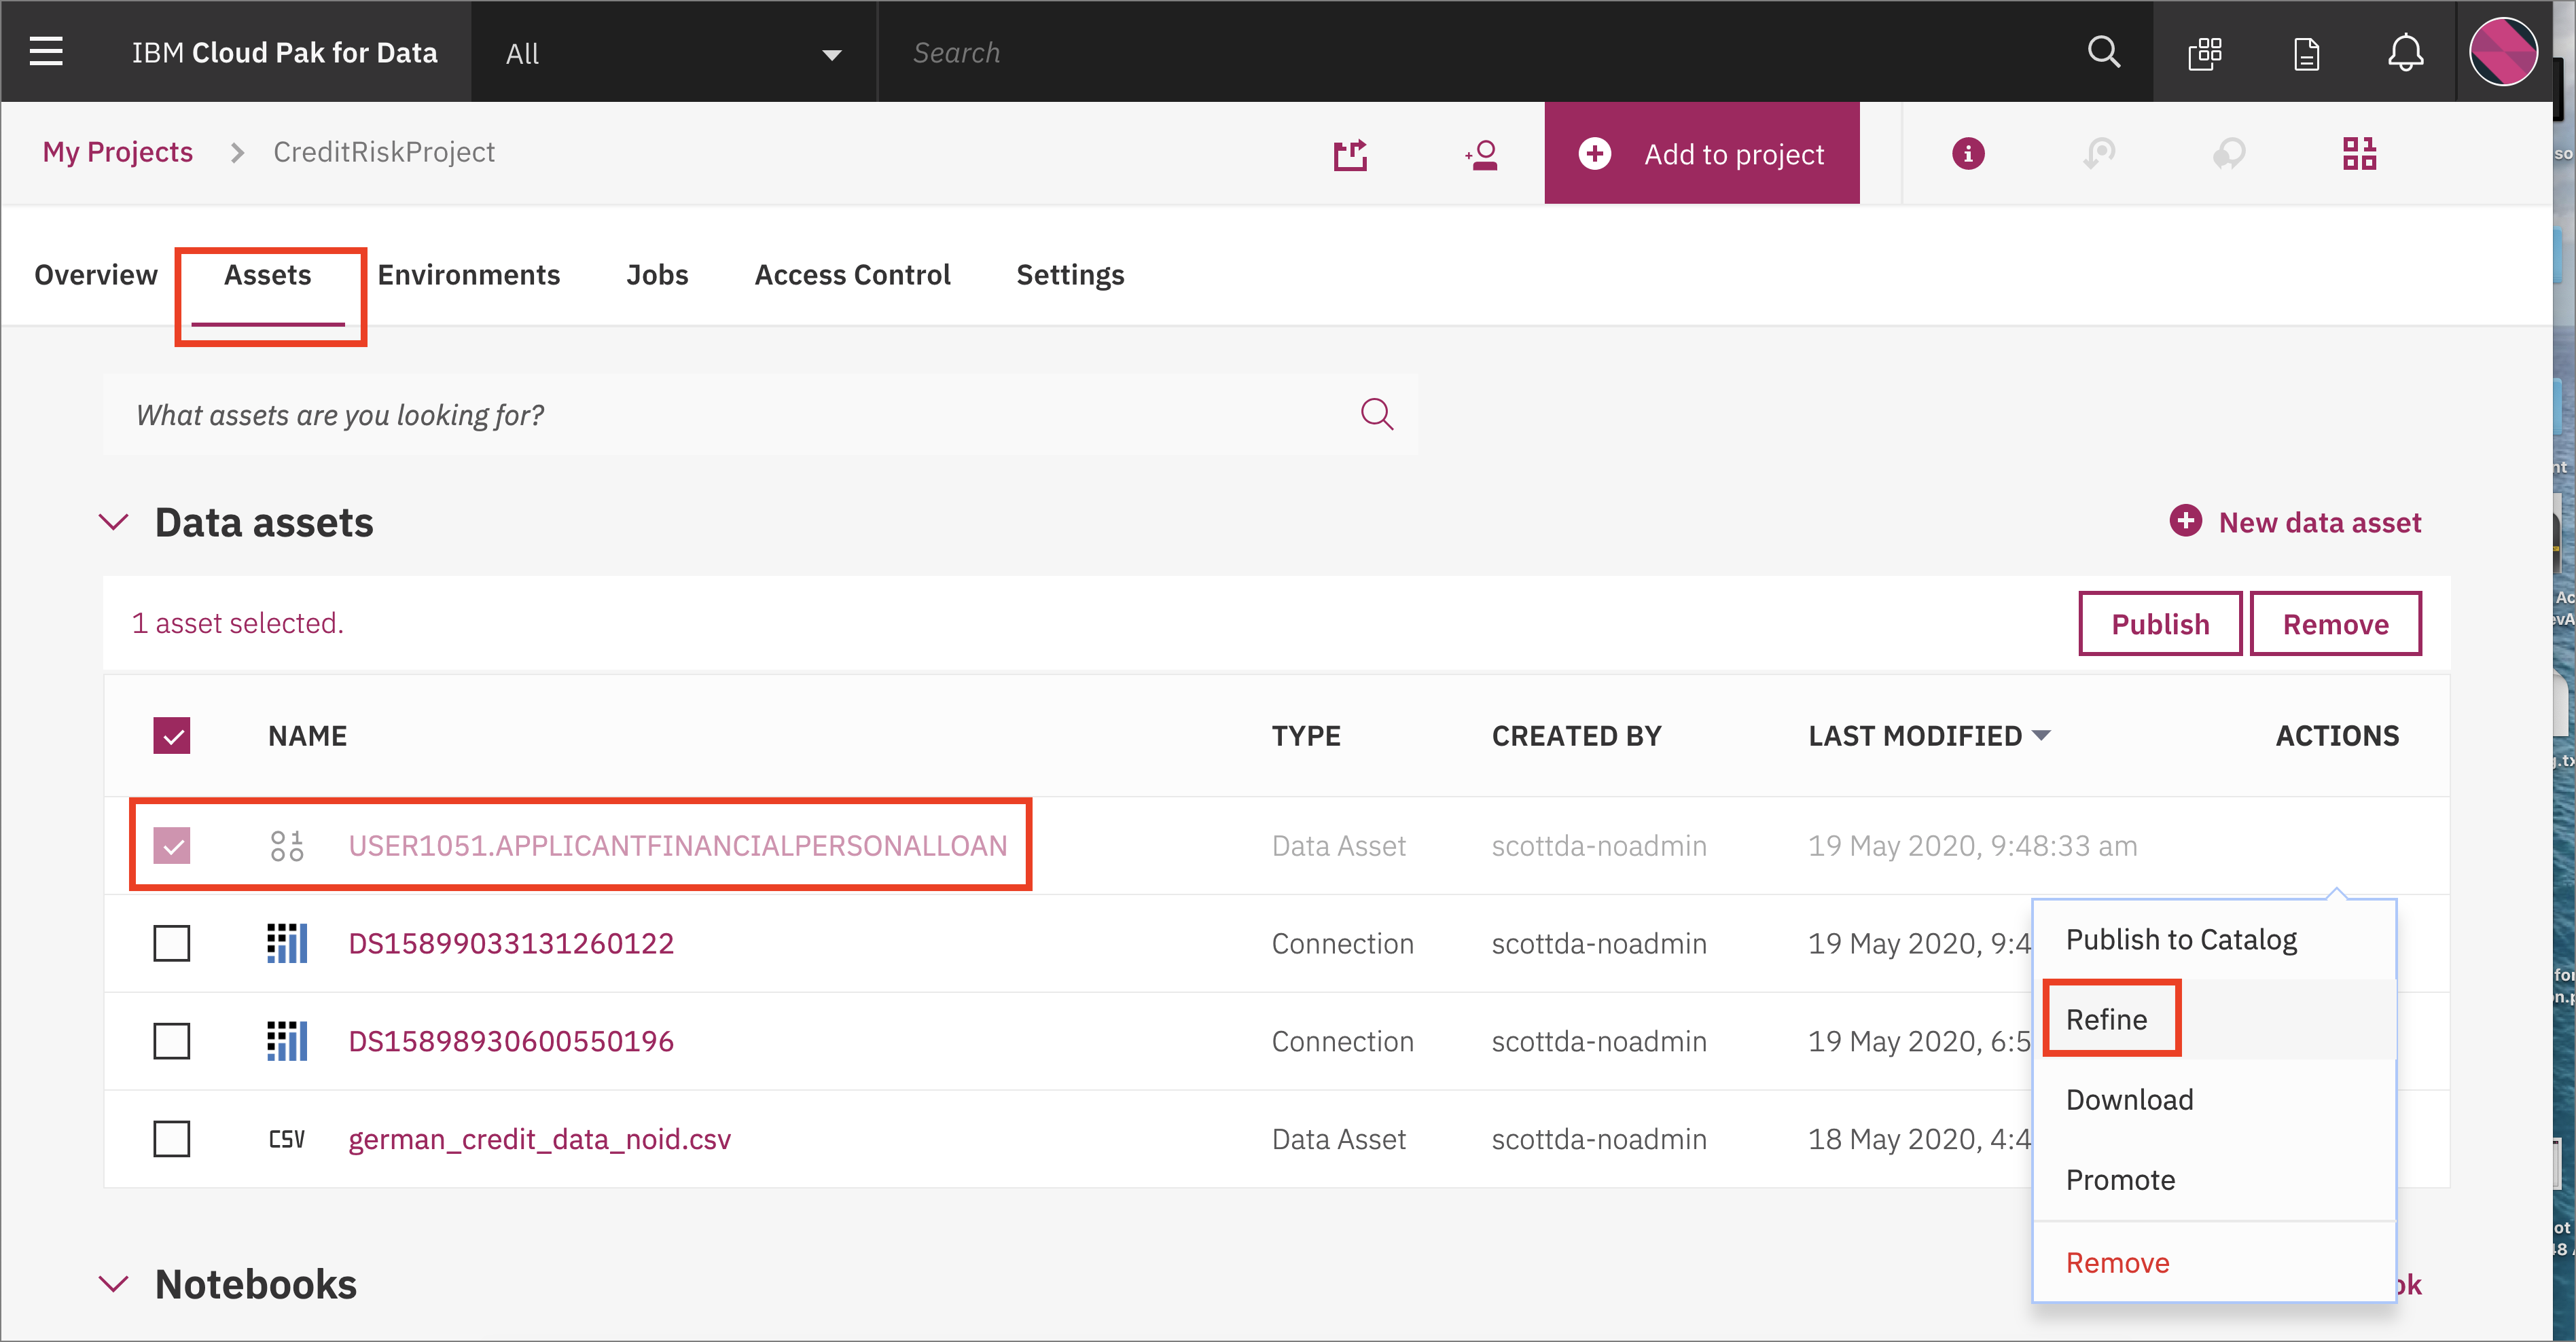 IBM Cloud Pak for Data
All
Search
My Projects
CreditRiskProject
Add to project
Overview
Assets
Environments
Jobs
Access Control
Settings
What assets are you looking for?
Data assets
New data asset
1 asset selected.
Publish
Remove
NAME
TYPE
CREATED BY
LAST MODIFIED
ACTIONS
USER1051.APPLICANTFINANCIALPERSONALLOAN
Data Asset
scottda-noadmin
19 May 2020, 9:48:33 am
DS15899033131260122
Connection
scottda-noadmin
19 May 2020, 9:4
DS15898930600550196
Connection
scottda-noadmin
19 May 2020, 6:5
CSV
german_credit_data_noid.csv
Data Asset
scottda-noadmin
18 May 2020, 4:4
Publish to Catalog
Refine
Download
Promote
Remove
Notebooks